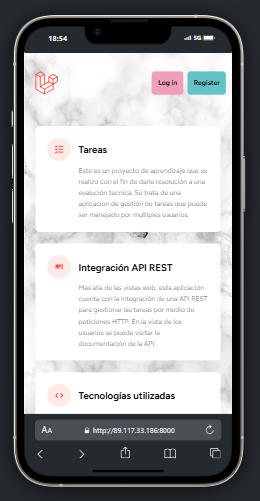 18:54
5G
Log in
Register
Tareas
Este es un proyecto de aprendizaje que se
realizo con el fin de darle resolución a una
evalución tecnica. Se trata de una
aplicacion de gestión de tareas que puede
ser manejado por multiples usuarios.
API
Integración API REST
Mas alla de las vistas web, esta aplicación
cuenta con la integración de una API REST
para gestionar las tareas por medio de
peticiones HTTP. En la vista de los
usuarios se puede visitar la
documentación de la API.
Tecnologías utilizadas
AA
http://89.117.33.186:8000